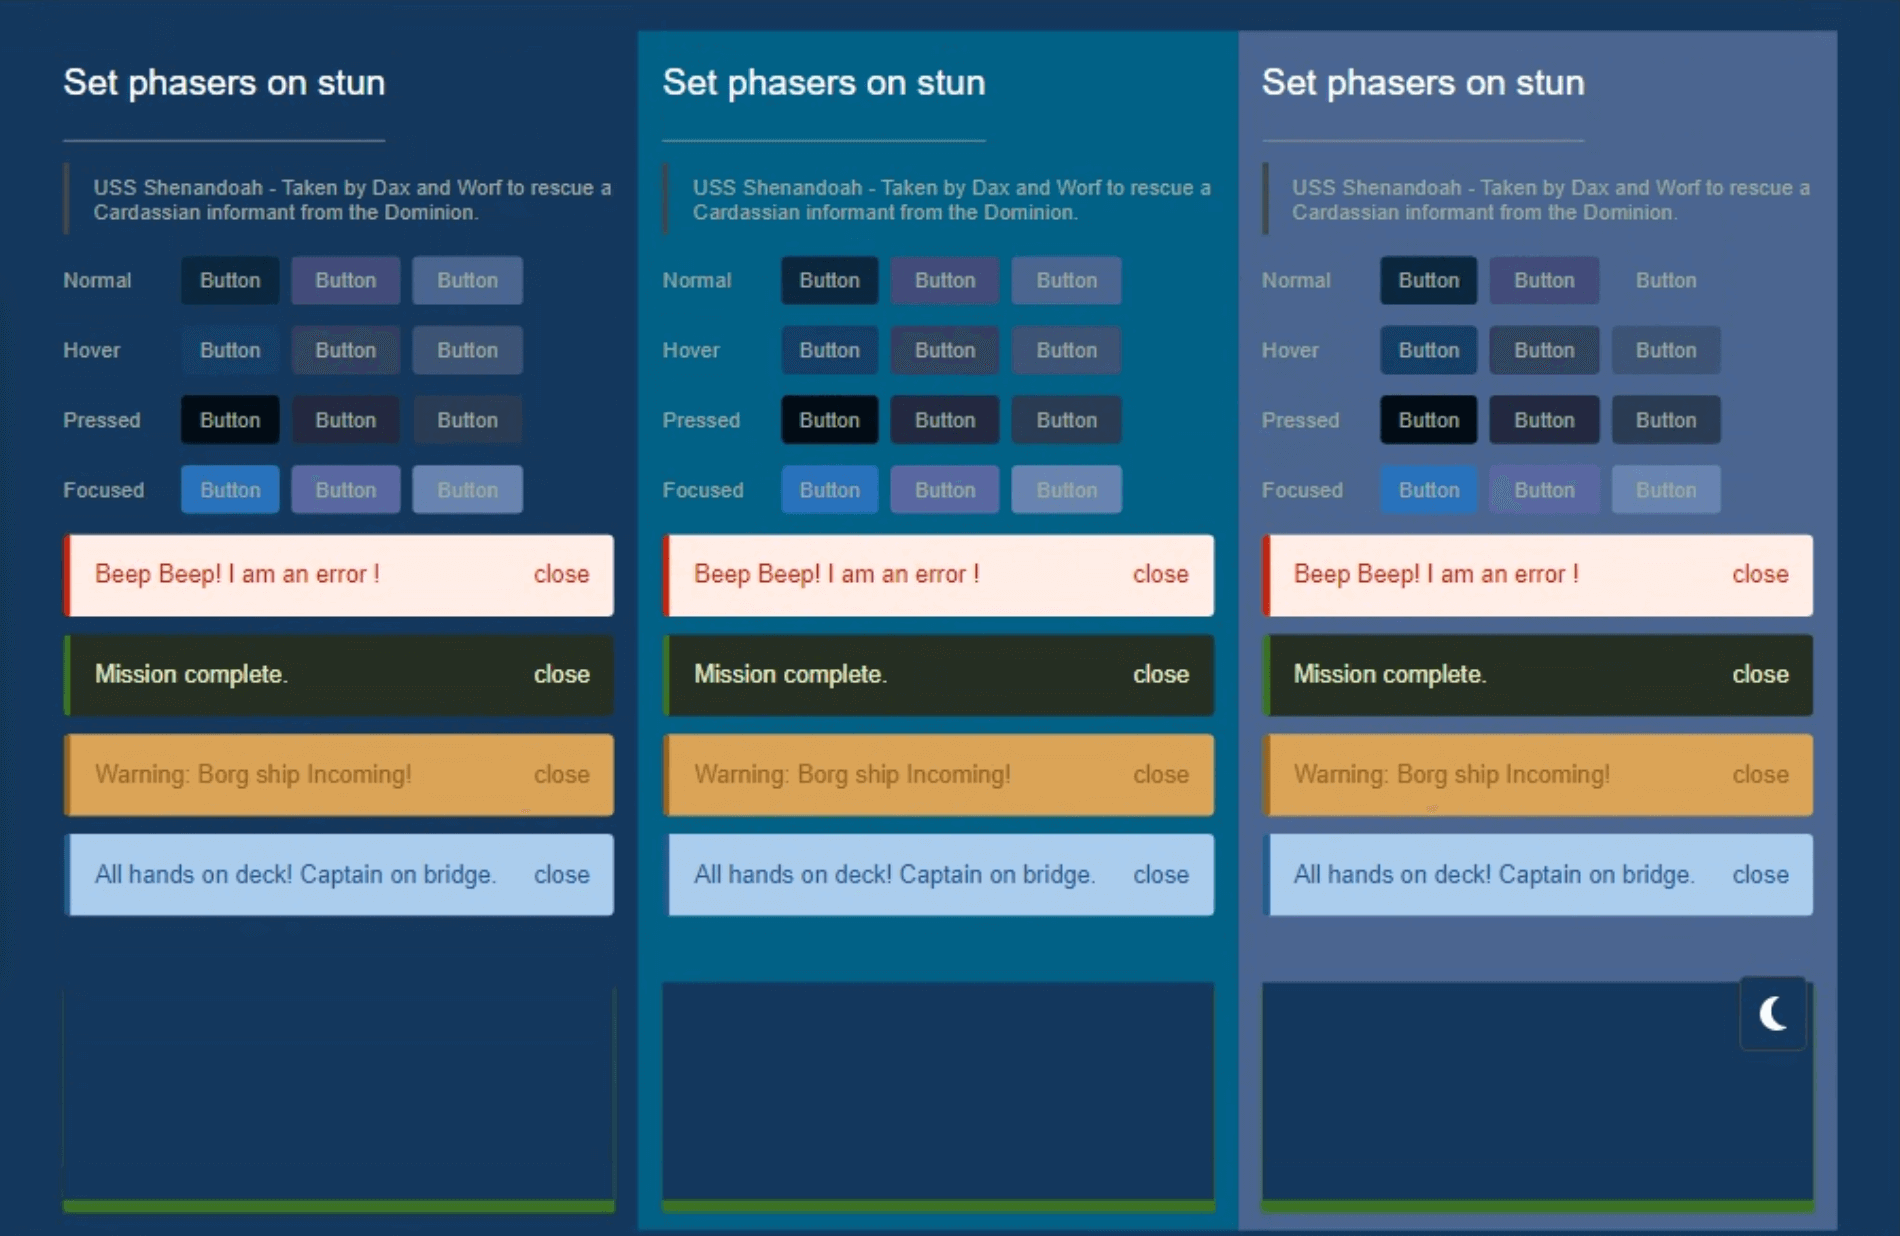 Set phasers on stun
USS Shenandoah - Taken by Dax and Worf to rescue a
Cardassian informant from the Dominion.
Normal Button Button Button
Hover Button Button Button
Pressed Button Button Button
Focused Button Button Button
Beep Beep! I am an error ! close
Mission complete. close
Warning: Borg ship Incoming! close
All hands on deck! Captain on bridge. close
Set phasers on stun
USS Shenandoah - Taken by Dax and Worf to rescue a
Cardassian informant from the Dominion.
Normal Button Button Button
Hover Button Button Button
Pressed Button Button Button
Focused Button Button Button
Beep Beep! I am an error ! close
Mission complete. close
Warning: Borg ship Incoming! close
All hands on deck! Captain on bridge. close
Set phasers on stun
USS Shenandoah - Taken by Dax and Worf to rescue a
Cardassian informant from the Dominion.
Normal Button Button Button
Hover Button Button Button
Pressed Button Button Button
Focused Button Button Button
Beep Beep! I am an error ! close
Mission complete. close
Warning: Borg ship Incoming! close
All hands on deck! Captain on bridge. close